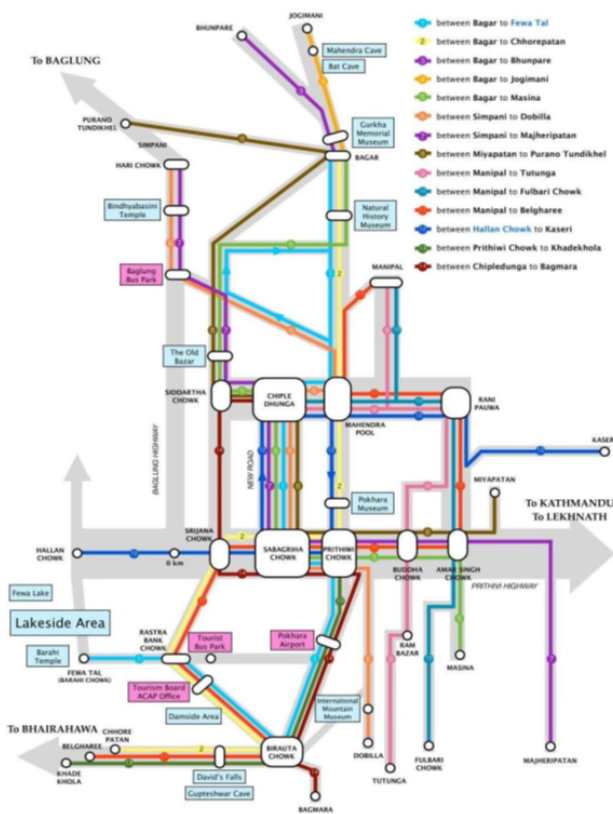 BHUNPARE
JOGIMANI
Mahendra Cave
Bat Cave
To BAGLUNG
PURANO
TUNDIKHEL
SIMPANI
HARI CHOWK
Gurkha
Memorial
Museum
BAGAR
Bindhyabasini
Temple
Natural
History
Museum
Baglung
Bus Park
MANIPAL
The Old
Bazar
SIDDARTHA
CHOWK
CHIPLE
DHUNGA
MAHENDRA
POOL
RANI
PAUWA
between Bagar to Fewa Tal
between Bagar to Chhorepatan
between Bagar to Bhunpare
between Bagar to Jogimani
between Bagar to Masina
between Simpani to Dobilla
between Simpani to Majheripatan
between Miyapatan to Purano Tundikhel
between Manipal to Tutunga
between Manipal to Fulbari Chowk
between Manipal to Belgharee
between Hallan Chowk to Kaseri
between Prithiwi Chowk to Khadekhola
between Chipledunga to Bagmara
BAGLUNG HIGHWAY
NEW ROAD
KASER
MIYAPATAN
Pokhara
Museum
To KATHMANDU
To LEKHNATH
SRIJANA
CHOWK
SABAGRIHA
CHOWK
PRITHIWI
CHOWK
BUDDHA
CHOWK
AMAR SINGH
CHOWK
PRITHVI HIGHWAY
HALLAN
CHOWK
0 km
Fewa Lake
Lakeside Area
Barahi
Temple
FEWA TAL
(BARAHI CHOWK)
RASTRA
BANK
CHOWK
Tourist
Bus Park
Pokhara
Airport
RAM
BAZAR
MASINA
Tourism Board
ACAP Office
Damside Area
International
Mountain
Museum
To BHAIRAHAWA
CHHORE
PATAN
BELGHAREE
KHADE
KHOLA
BIRAUTA
CHOWK
David's Falls
Gupteshwar Cave
BAGMARA
DOBILLA
TUTUNGA
FULBARI
CHOWK
MAJHERIPATAN